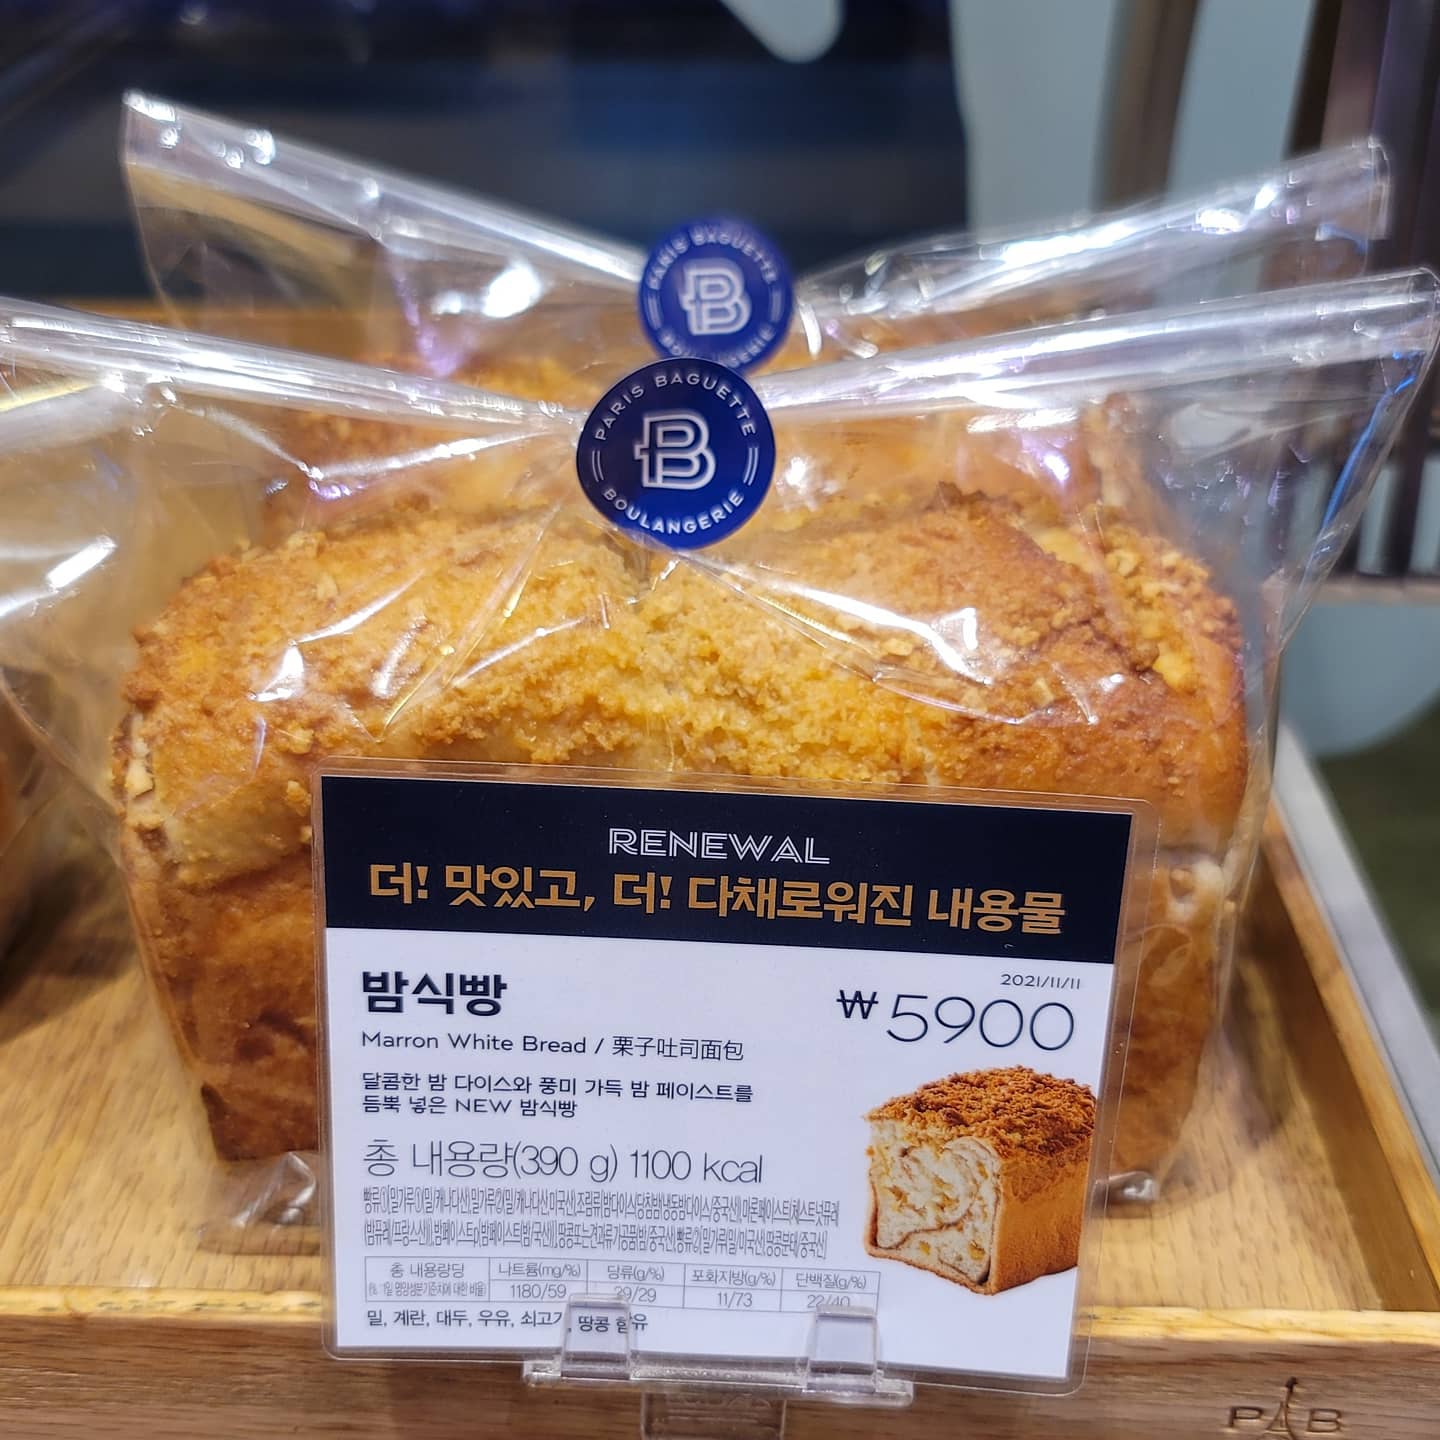 PARIS BAGUETTE
B
BOULANGERIE
PARIS BAGUETTE
B
BOULANGERIE
RENEWAL
더! 맛있고, 더! 다채로워진 내용물
2021/11/11
밤식빵
₩5900
Marron White Bread / 栗子吐司面包
달콤한 밤 다이스와 풍미 가득 밤 페이스트를
듬뿍 넣은 NEW 밤식빵
총 내용량(390 g) 1100 kcal
총 내용량당 나트륨(mg/%) 당류(g/%) 포화지방(g/%) 단백질(g/%)
1180/59 29/29 11/73 22/40
밀, 계란, 대두, 우유, 쇠고기, 땅콩 함유
PAB